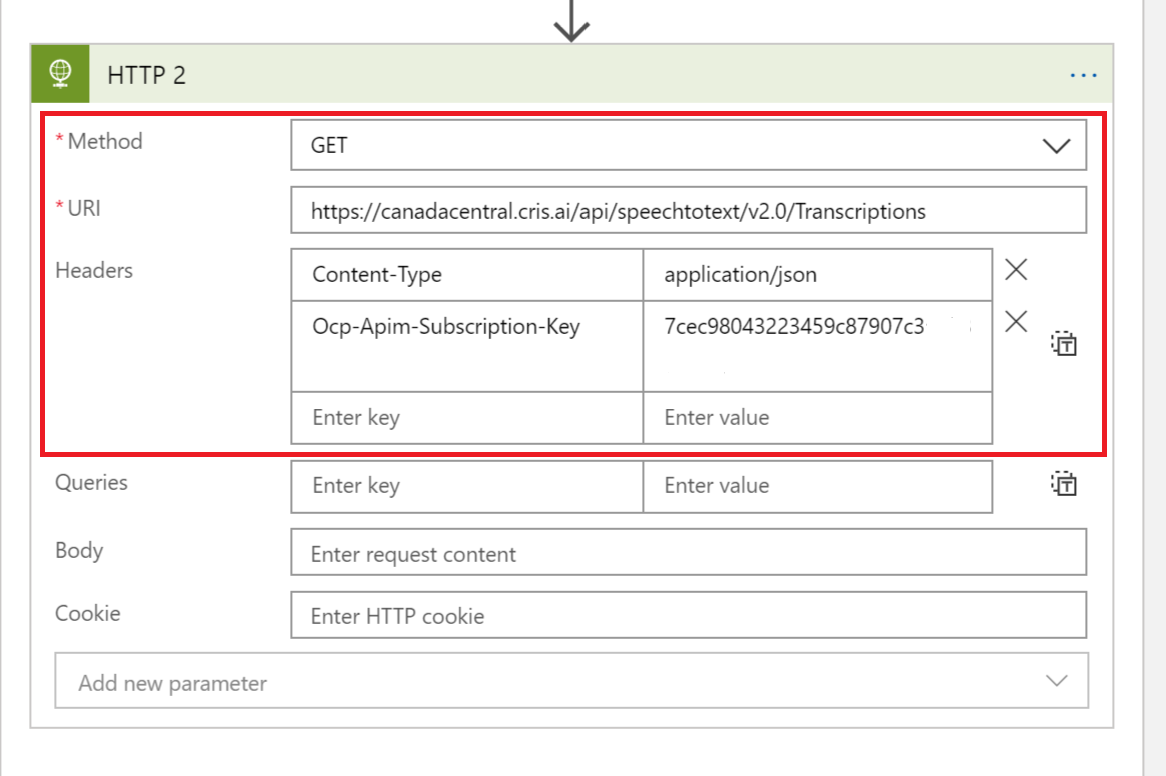 HTTP 2
* Method GET
* URI https://canadacentral.cris.ai/api/speechtotext/v2.0/Transcriptions
Headers Content-Type application/json
Ocp-Apim-Subscription-Key 7cec98043223459c87907c3
Enter key Enter value
Queries Enter key Enter value
Body Enter request content
Cookie Enter HTTP cookie
Add new parameter